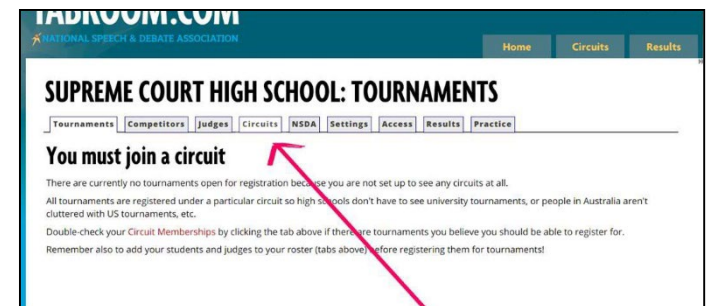 TABROOM.COM
NATIONAL SPEECH & DEBATE ASSOCIATION
Home Circuits Results
SUPREME COURT HIGH SCHOOL: TOURNAMENTS
Tournaments Competitors Judges Circuits NSDA Settings Access Results Practice
You must join a circuit
There are currently no tournaments open for registration because you are not set up to see any circuits at all.
All tournaments are registered under a particular circuit so high schools don't have to see university tournaments, or people in Australia aren't
cluttered with US tournaments, etc.
Double-check your Circuit Memberships by clicking the tab above if there are tournaments you believe you should be able to register for.
Remember also to add your students and judges to your roster (tabs above) before registering them for tournaments!